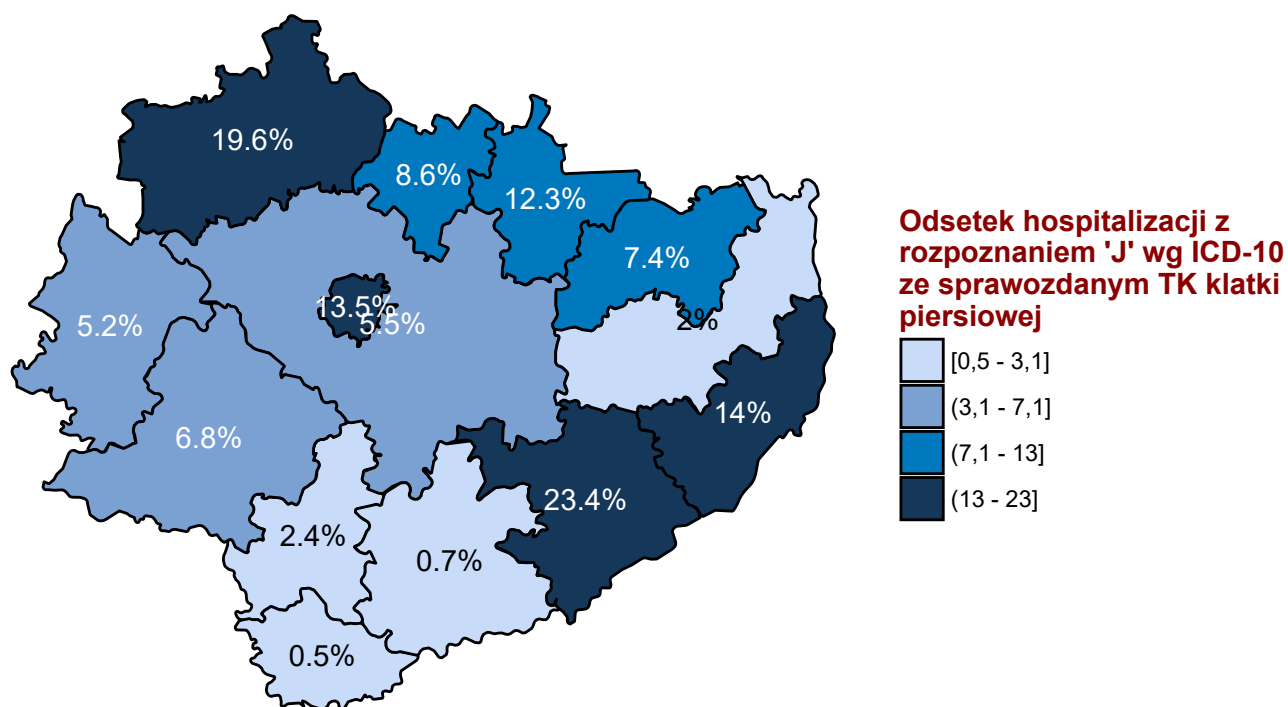 19.6%
8.6%
12.3%
7.4%
5.2%
13.5%
5.5%
2%
6.8%
14%
23.4%
2.4%
0.7%
0.5%
Odsetek hospitalizacji z
rozpoznaniem 'J' wg ICD-10
ze sprawozdanym TK klatki
piersiowej
[0,5 - 3,1]
(3,1 - 7,1]
(7,1 - 13]
(13 - 23]